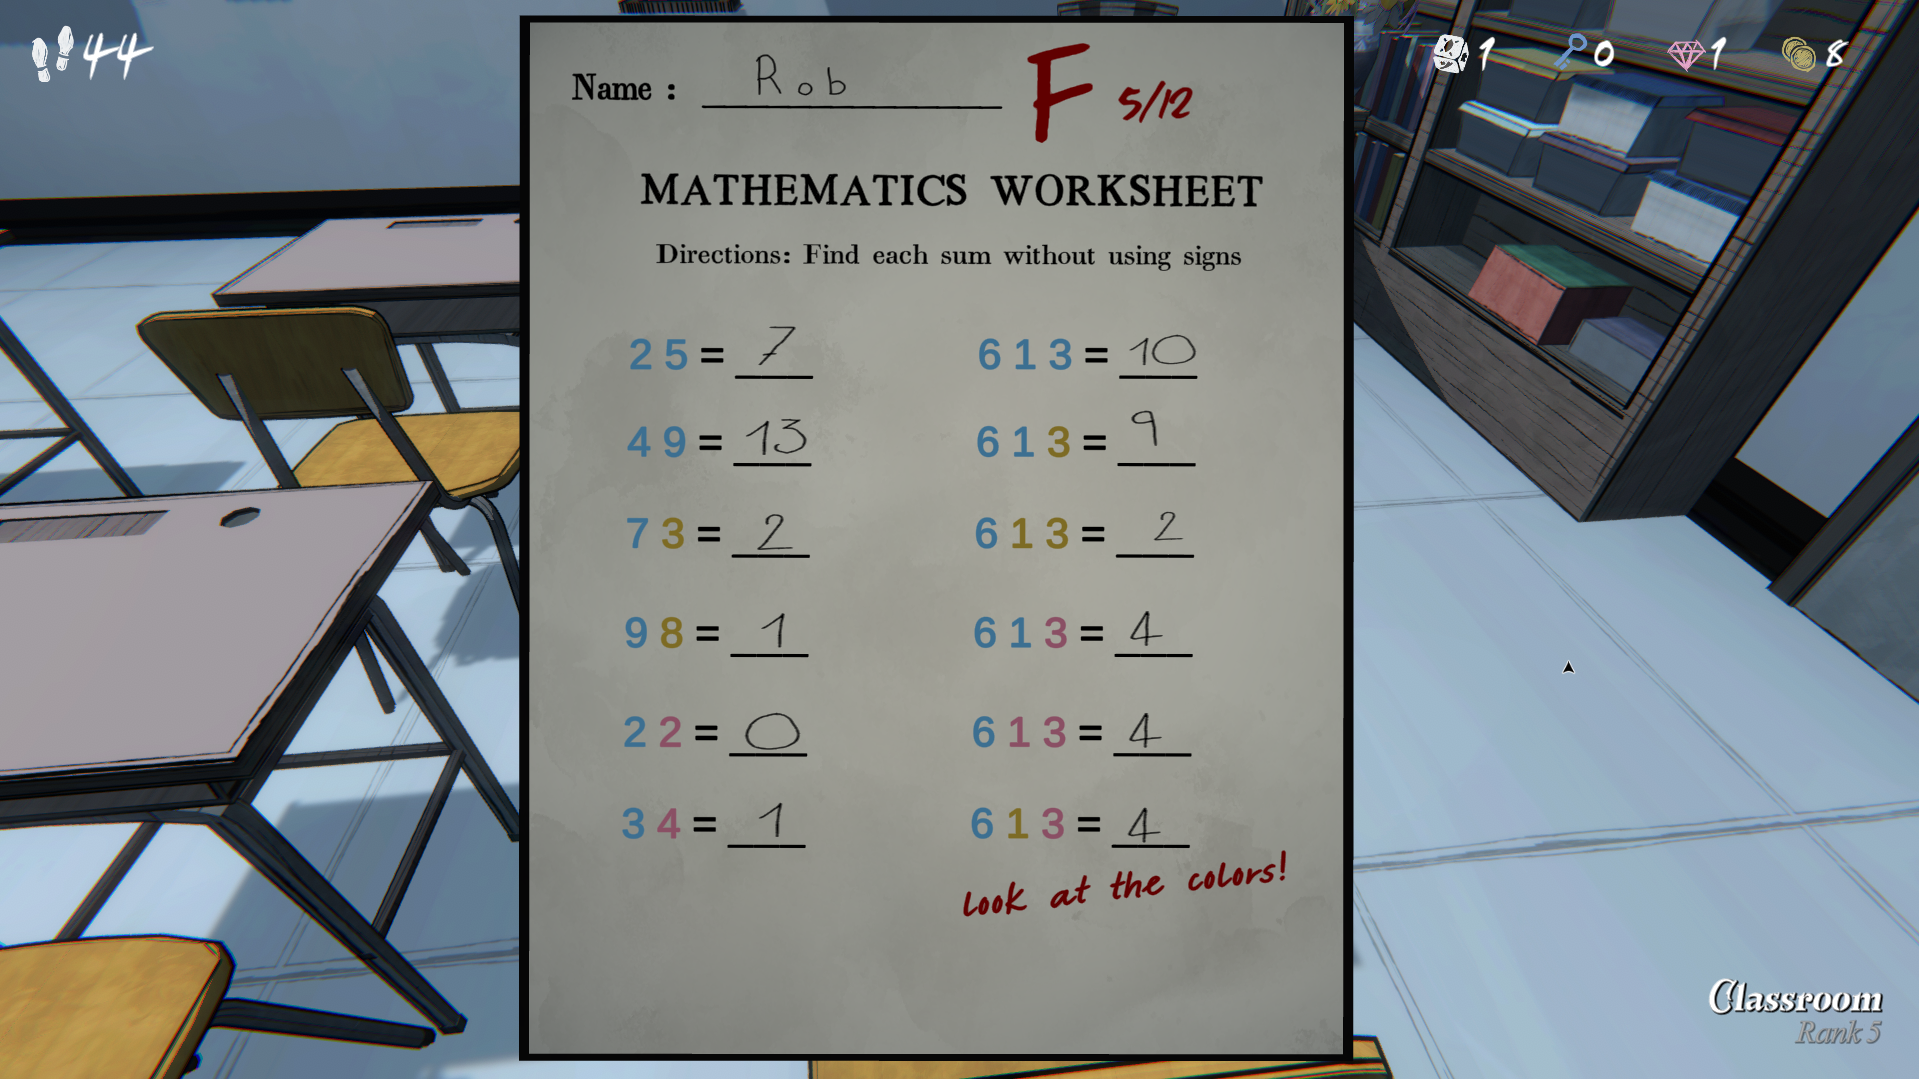 44
1 0 1 8
Name : Rob
F 5/12
MATHEMATICS WORKSHEET
Directions: Find each sum without using signs
2 5 = 7
6 1 3 = 10
4 9 = 13
6 1 3 = 9
7 3 = 2
6 1 3 = 2
9 8 = 1
6 1 3 = 4
2 2 = 0
6 1 3 = 4
3 4 = 1
6 1 3 = 4
look at the colors!
Classroom
Rank 5